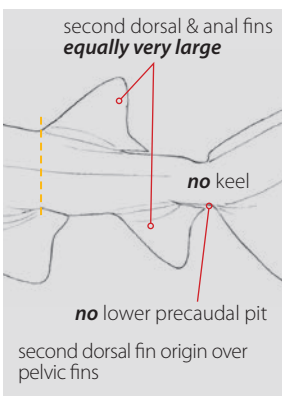 second dorsal & anal fins
equally very large
no keel
no lower precaudal pit
second dorsal fin origin over
pelvic fins